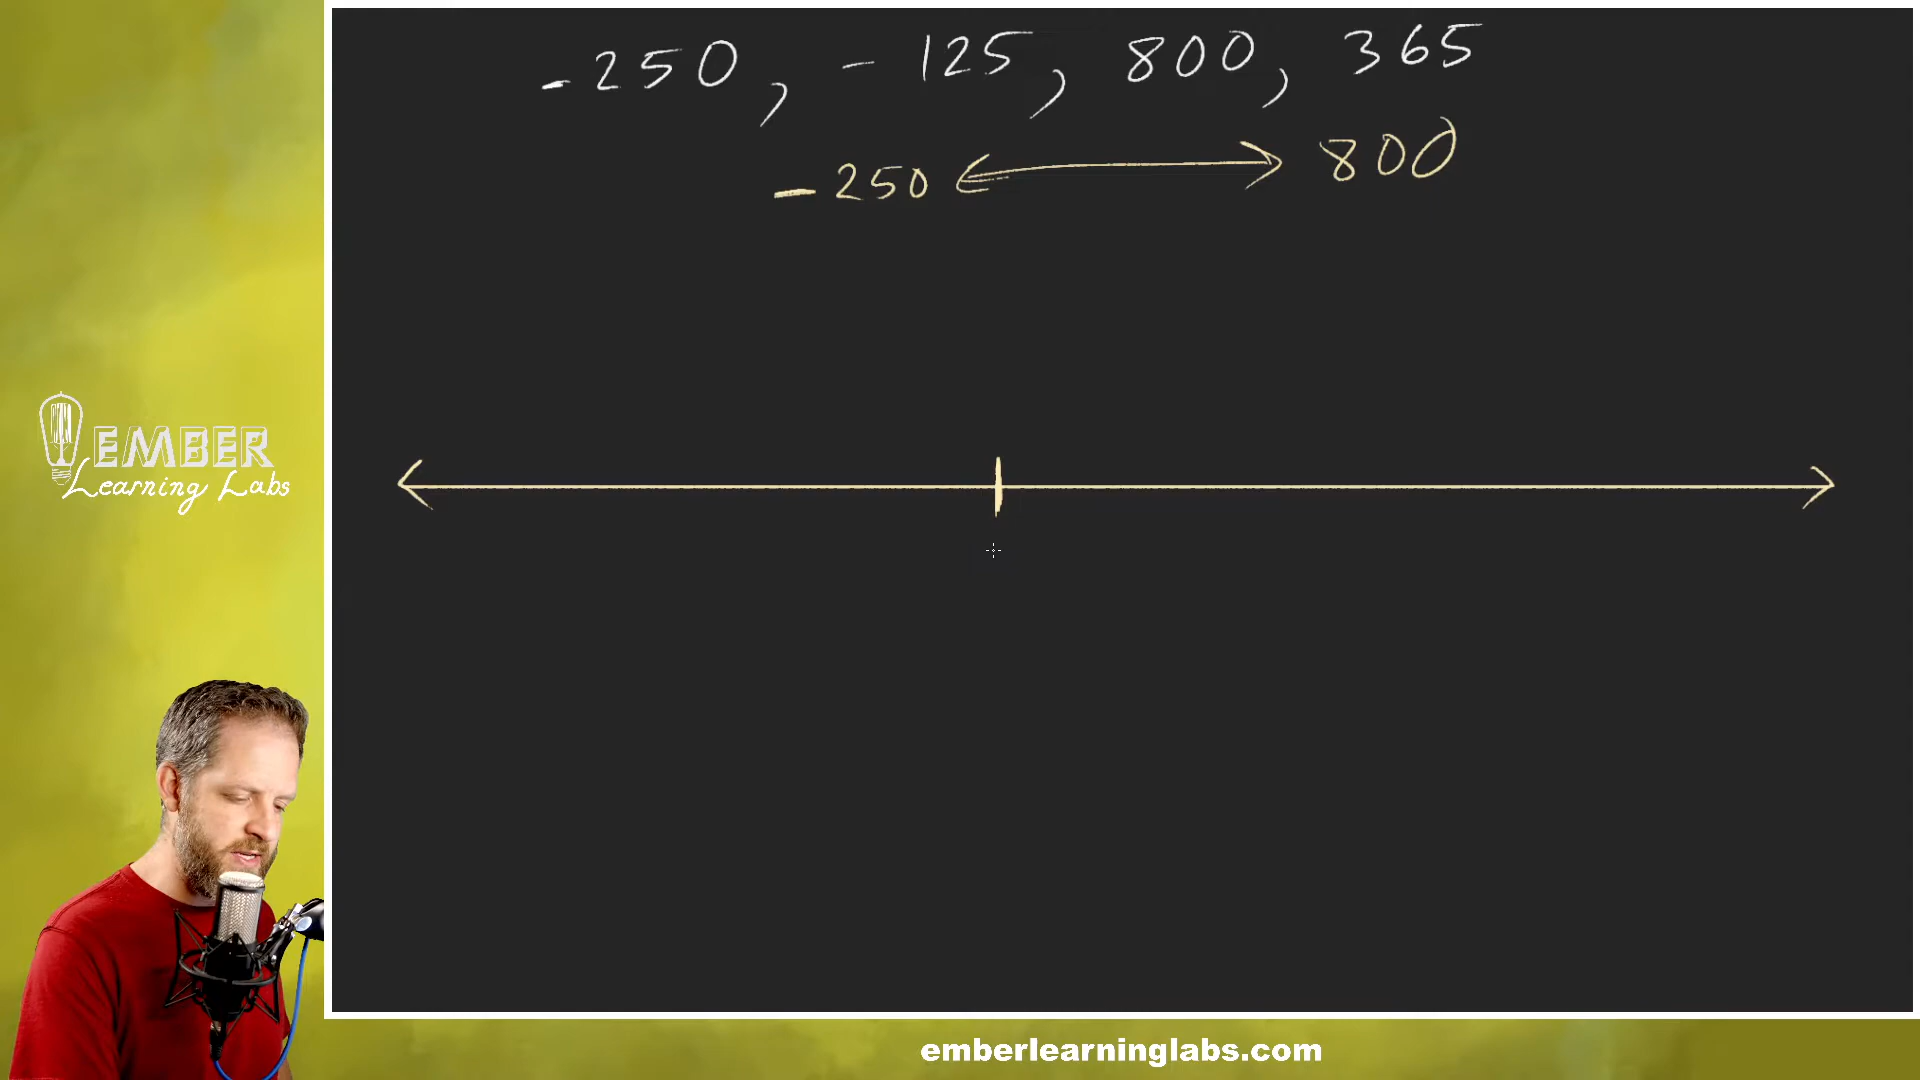 -250, -125, 800, 365
-250 ↔ 800
EMBER
Learning Labs
emberlearninglabs.com